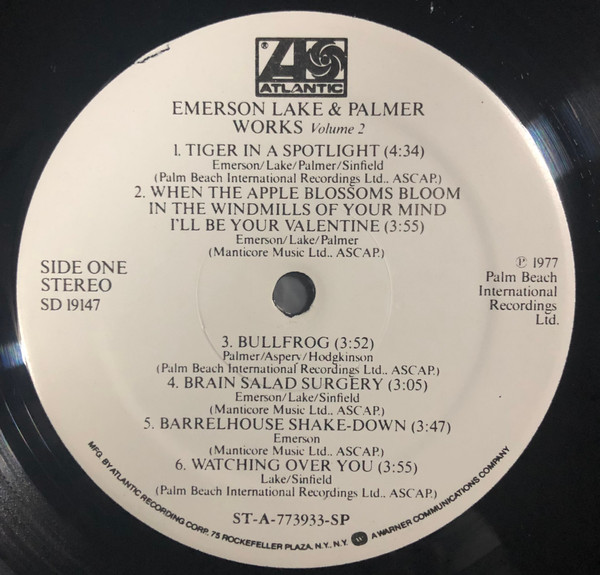 ATLANTIC
EMERSON LAKE & PALMER
WORKS Volume 2
1. TIGER IN A SPOTLIGHT (4:34)
Emerson/Lake/Palmer/Sinfield
(Palm Beach International Recordings Ltd., ASCAP.)
2. WHEN THE APPLE BLOSSOMS BLOOM
IN THE WINDMILLS OF YOUR MIND
I'LL BE YOUR VALENTINE (3:55)
Emerson/Lake/Palmer
(Manticore Music Ltd., ASCAP.)
SIDE ONE
STEREO
SD 19147
℗ 1977
Palm Beach
International
Recordings
Ltd.
3. BULLFROG (3:52)
Palmer/Aspery/Hodgkinson
(Palm Beach International Recordings Ltd., ASCAP.)
4. BRAIN SALAD SURGERY (3:05)
Emerson/Lake/Sinfield
(Manticore Music Ltd., ASCAP.)
5. BARRELHOUSE SHAKE-DOWN (3:47)
Emerson
(Manticore Music Ltd., ASCAP.)
6. WATCHING OVER YOU (3:55)
Lake/Sinfield
(Palm Beach International Recordings Ltd., ASCAP.)
ST-A-773933-SP
MFG. BY ATLANTIC RECORDING CORP., 75 ROCKEFELLER PLAZA, N.Y., N.Y. A WARNER COMMUNICATIONS COMPANY